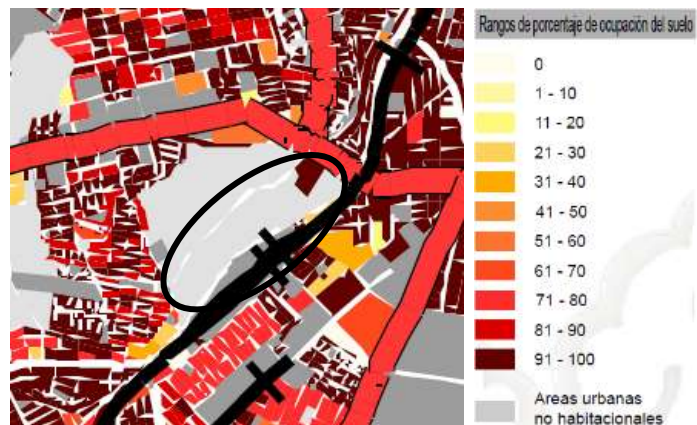 Rangos de porcentaje de ocupación del suelo
0
1 - 10
11 - 20
21 - 30
31 - 40
41 - 50
51 - 60
61 - 70
71 - 80
81 - 90
91 - 100
Areas urbanas
no habitacionales